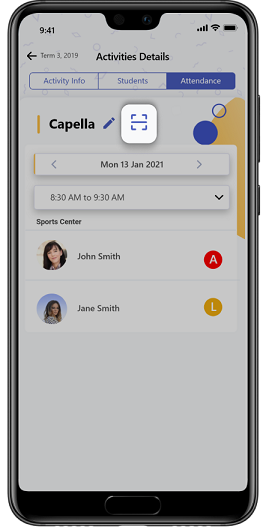 9:41
Term 3, 2019 Activities Details
Activity Info Students Attendance
Capella
Mon 13 Jan 2021
8:30 AM to 9:30 AM
Sports Center
John Smith A
Jane Smith L